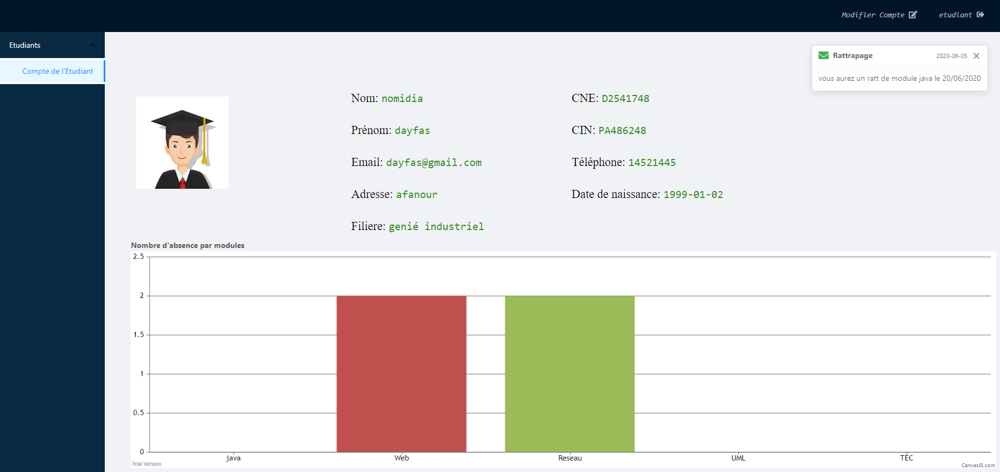 Modifier Compte etudiant
Etudiants
Compte de l'Etudiant
Rattrapage 2020-06-05
vous aurez un ratt de module java le 20/06/2020
Nom: nomidia CNE: D2541748
Prénom: dayfas CIN: PA486248
Email: dayfas@gmail.com Téléphone: 14521445
Adresse: afanour Date de naissance: 1999-01-02
Filiere: genié industriel
Nombre d'absence par modules
2.5
2
1.5
1
0.5
0
java Web Reseau UML TEC
Trial Version CanvasJS.com